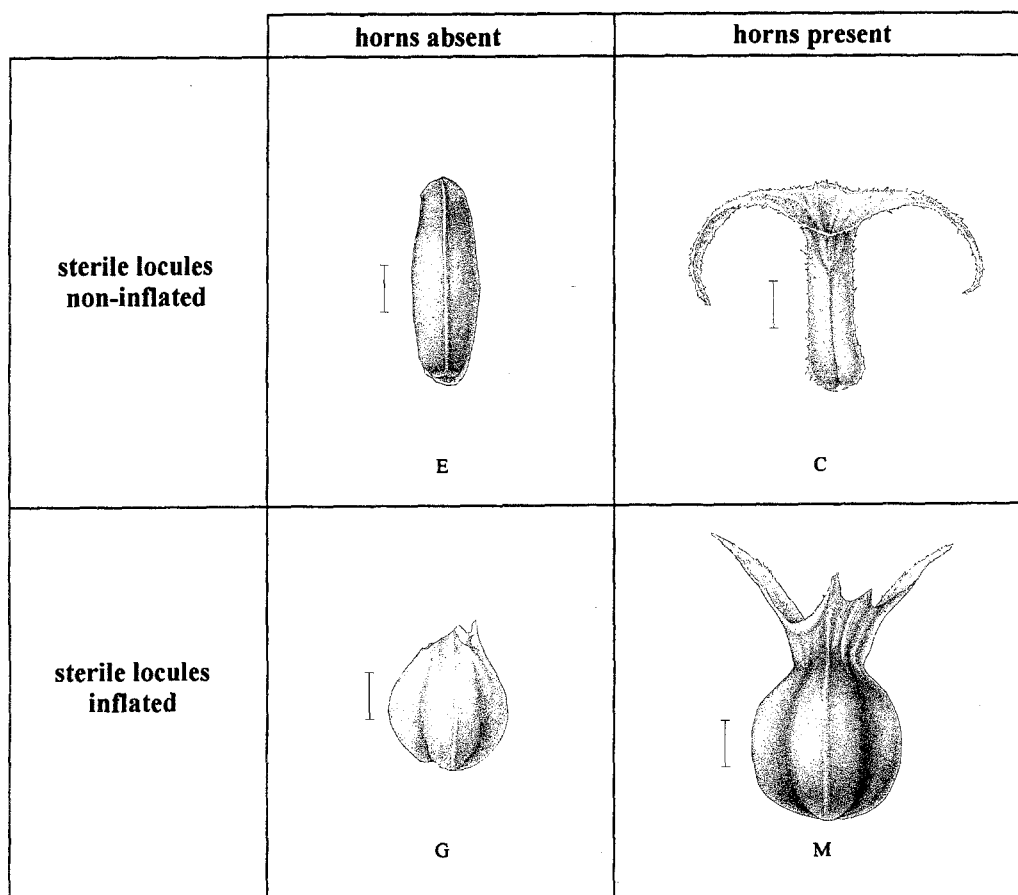 horns absent
horns present
sterile locules
non-inflated
E
C
sterile locules
inflated
G
M